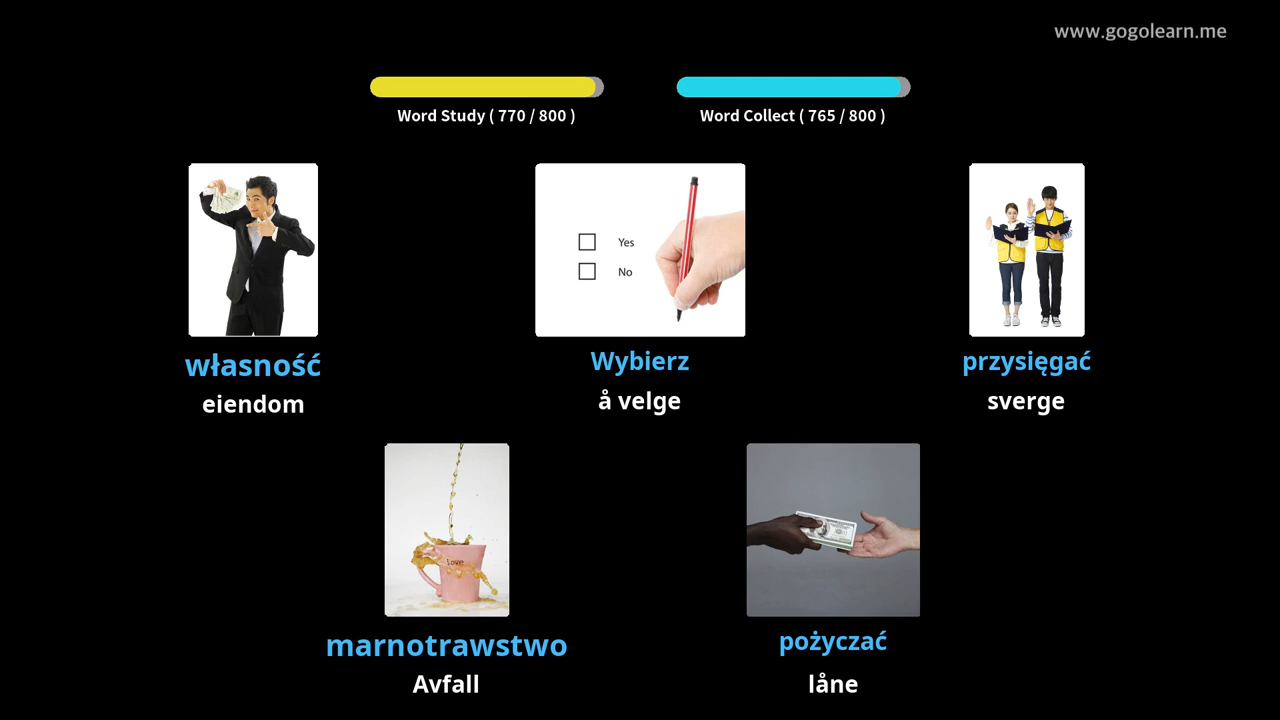 www.gogolearn.me
Word Study ( 770 / 800 )
Word Collect ( 765 / 800 )
Yes
No
własność
eiendom
Wybierz
å velge
przysięgać
sverge
love
marnotrawstwo
Avfall
pożyczać
låne